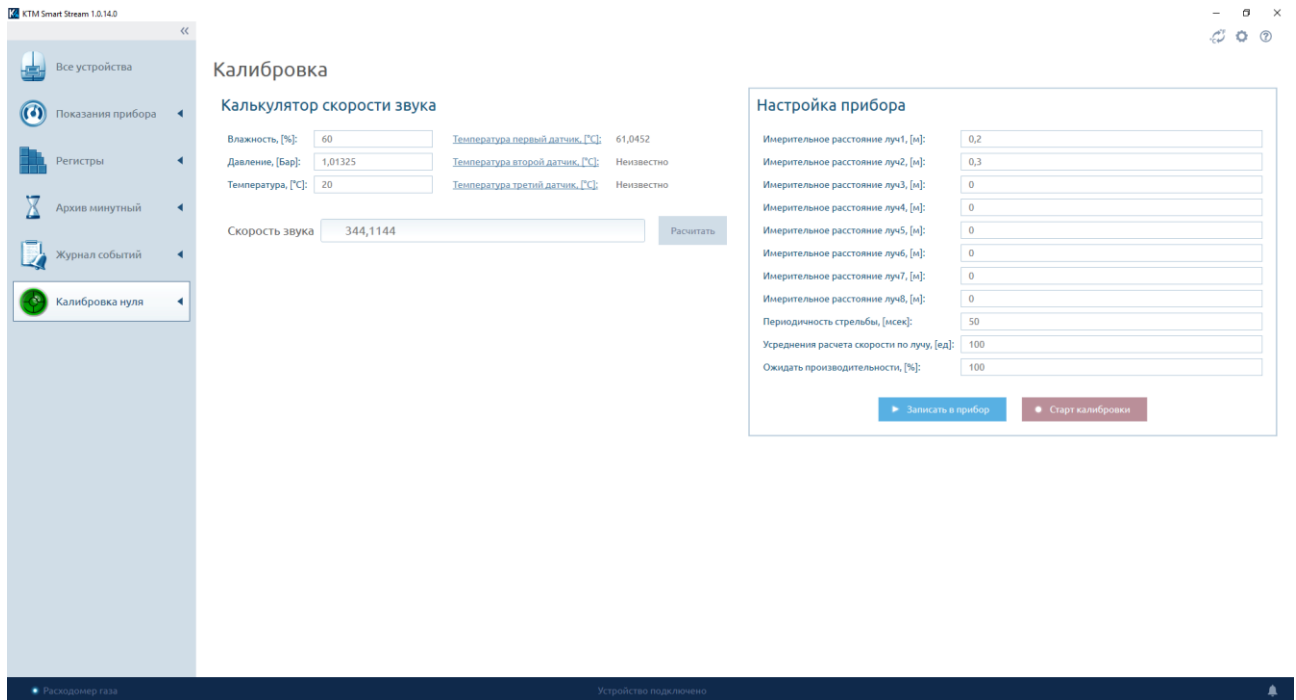 KTM Smart Stream 1.0.14.0
Все устройства
Показания прибора
Регистры
Архив минутный
Журнал событий
Калибровка нуля
Калибровка
Калькулятор скорости звука
Влажность, [%]: 60 Температура первый датчик, [°C]: 61,0452
Давление, [Бар]: 1,01325 Температура второй датчик, [°C]: Неизвестно
Температура, [°C]: 20 Температура третий датчик, [°C]: Неизвестно
Скорость звука 344,1144 Расчитать
Настройка прибора
Имерительное расстояние луч1, [м]: 0,2
Имерительное расстояние луч2, [м]: 0,3
Имерительное расстояние луч3, [м]: 0
Имерительное расстояние луч4, [м]: 0
Имерительное расстояние луч5, [м]: 0
Имерительное расстояние луч6, [м]: 0
Имерительное расстояние луч7, [м]: 0
Имерительное расстояние луч8, [м]: 0
Периодичность стрельбы, [мсек]: 50
Усреднения расчета скорости по лучу, [ед]: 100
Ожидать производительности, [%]: 100
Записать в прибор Старт калибровки
Расходомер газа Устройство подключено